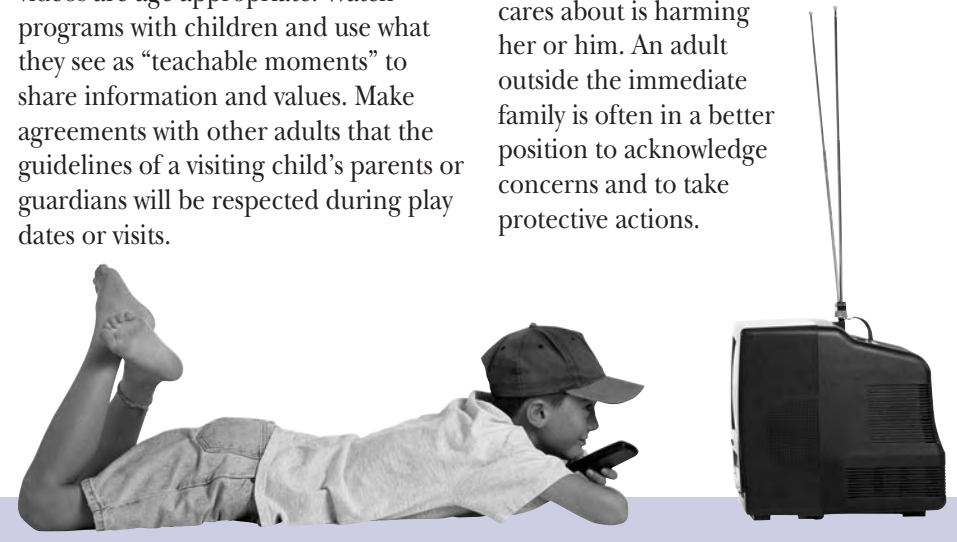 videos are age appropriate. Watch
programs with children and use what
they see as “teachable moments” to
share information and values. Make
agreements with other adults that the
guidelines of a visiting child’s parents or
guardians will be respected during play
dates or visits.
cares about is harming
her or him. An adult
outside the immediate
family is often in a better
position to acknowledge
concerns and to take
protective actions.